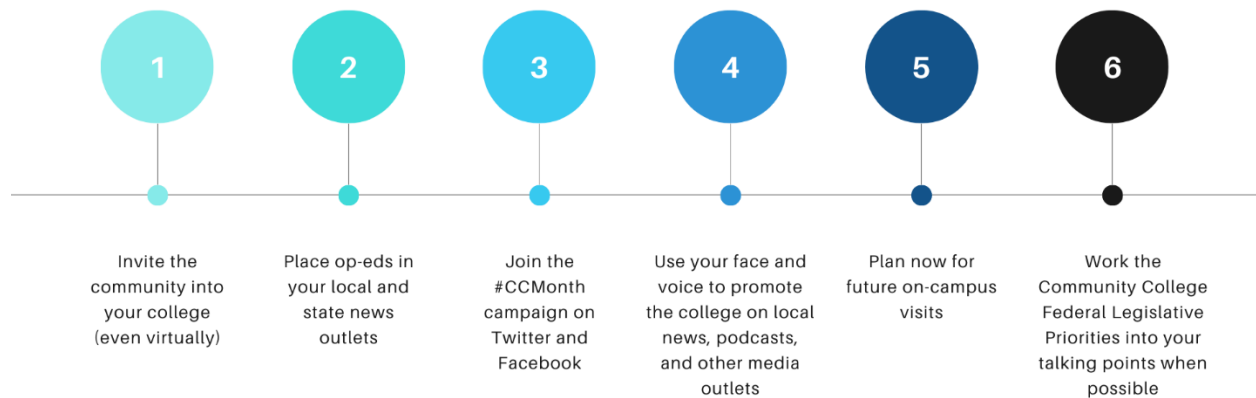 1
2
3
4
5
6
Invite the
community into
your college
(even virtually)
Place op-eds in
your local and
state news
outlets
Join the
#CCMonth
campaign on
Twitter and
Facebook
Use your face and
voice to promote
the college on local
news, podcasts,
and other media
outlets
Plan now for
future on-campus
visits
Work the
Community College
Federal Legislative
Priorities into your
talking points when
possible